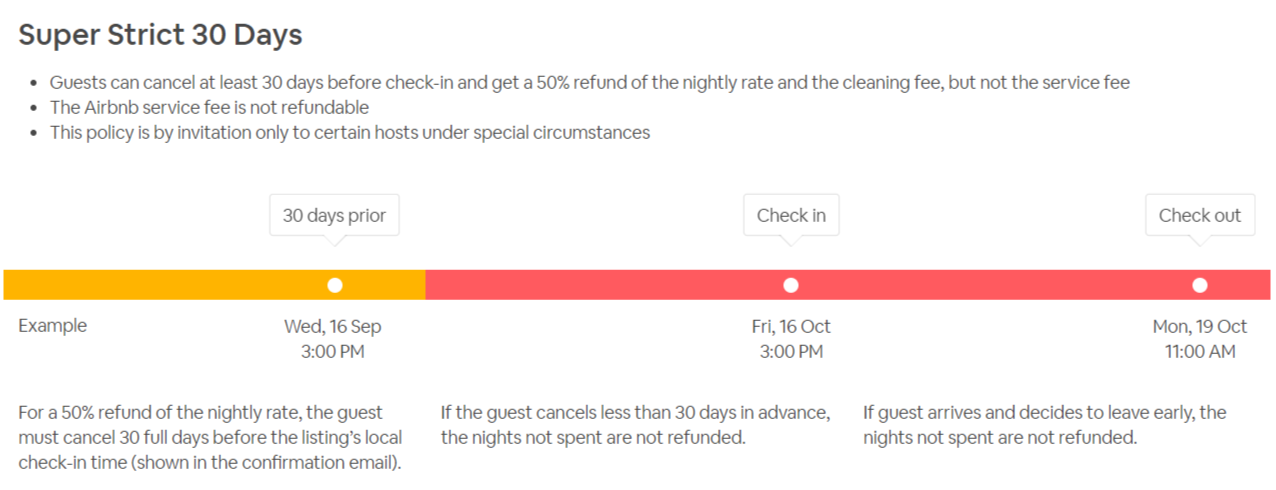 Super Strict 30 Days
• Guests can cancel at least 30 days before check-in and get a 50% refund of the nightly rate and the cleaning fee, but not the service fee
• The Airbnb service fee is not refundable
• This policy is by invitation only to certain hosts under special circumstances
30 days prior
Check in
Check out
Example
Wed, 16 Sep
3:00 PM
Fri, 16 Oct
3:00 PM
Mon, 19 Oct
11:00 AM
For a 50% refund of the nightly rate, the guest
must cancel 30 full days before the listing's local
check-in time (shown in the confirmation email).
If the guest cancels less than 30 days in advance,
the nights not spent are not refunded.
If guest arrives and decides to leave early, the
nights not spent are not refunded.